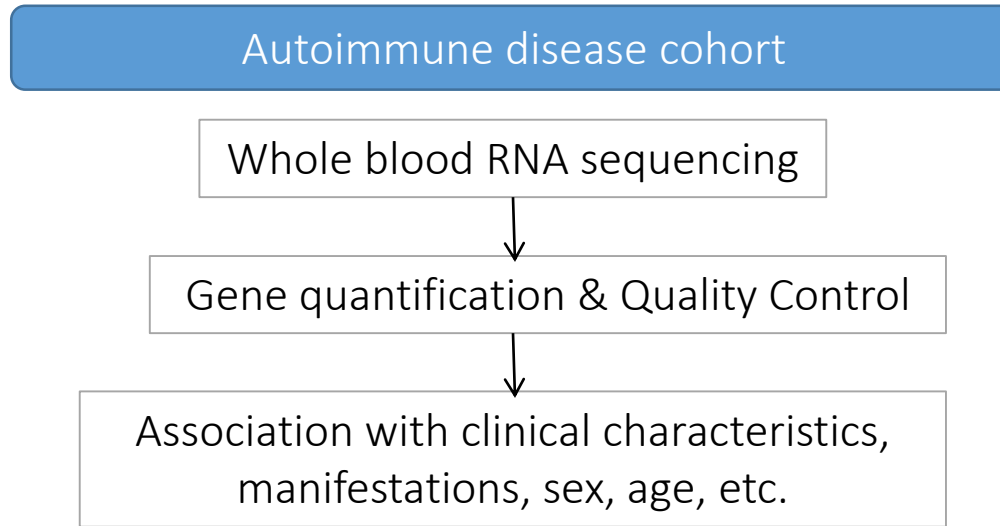 Autoimmune disease cohort
Whole blood RNA sequencing
Gene quantification & Quality Control
Association with clinical characteristics,
manifestations, sex, age, etc.